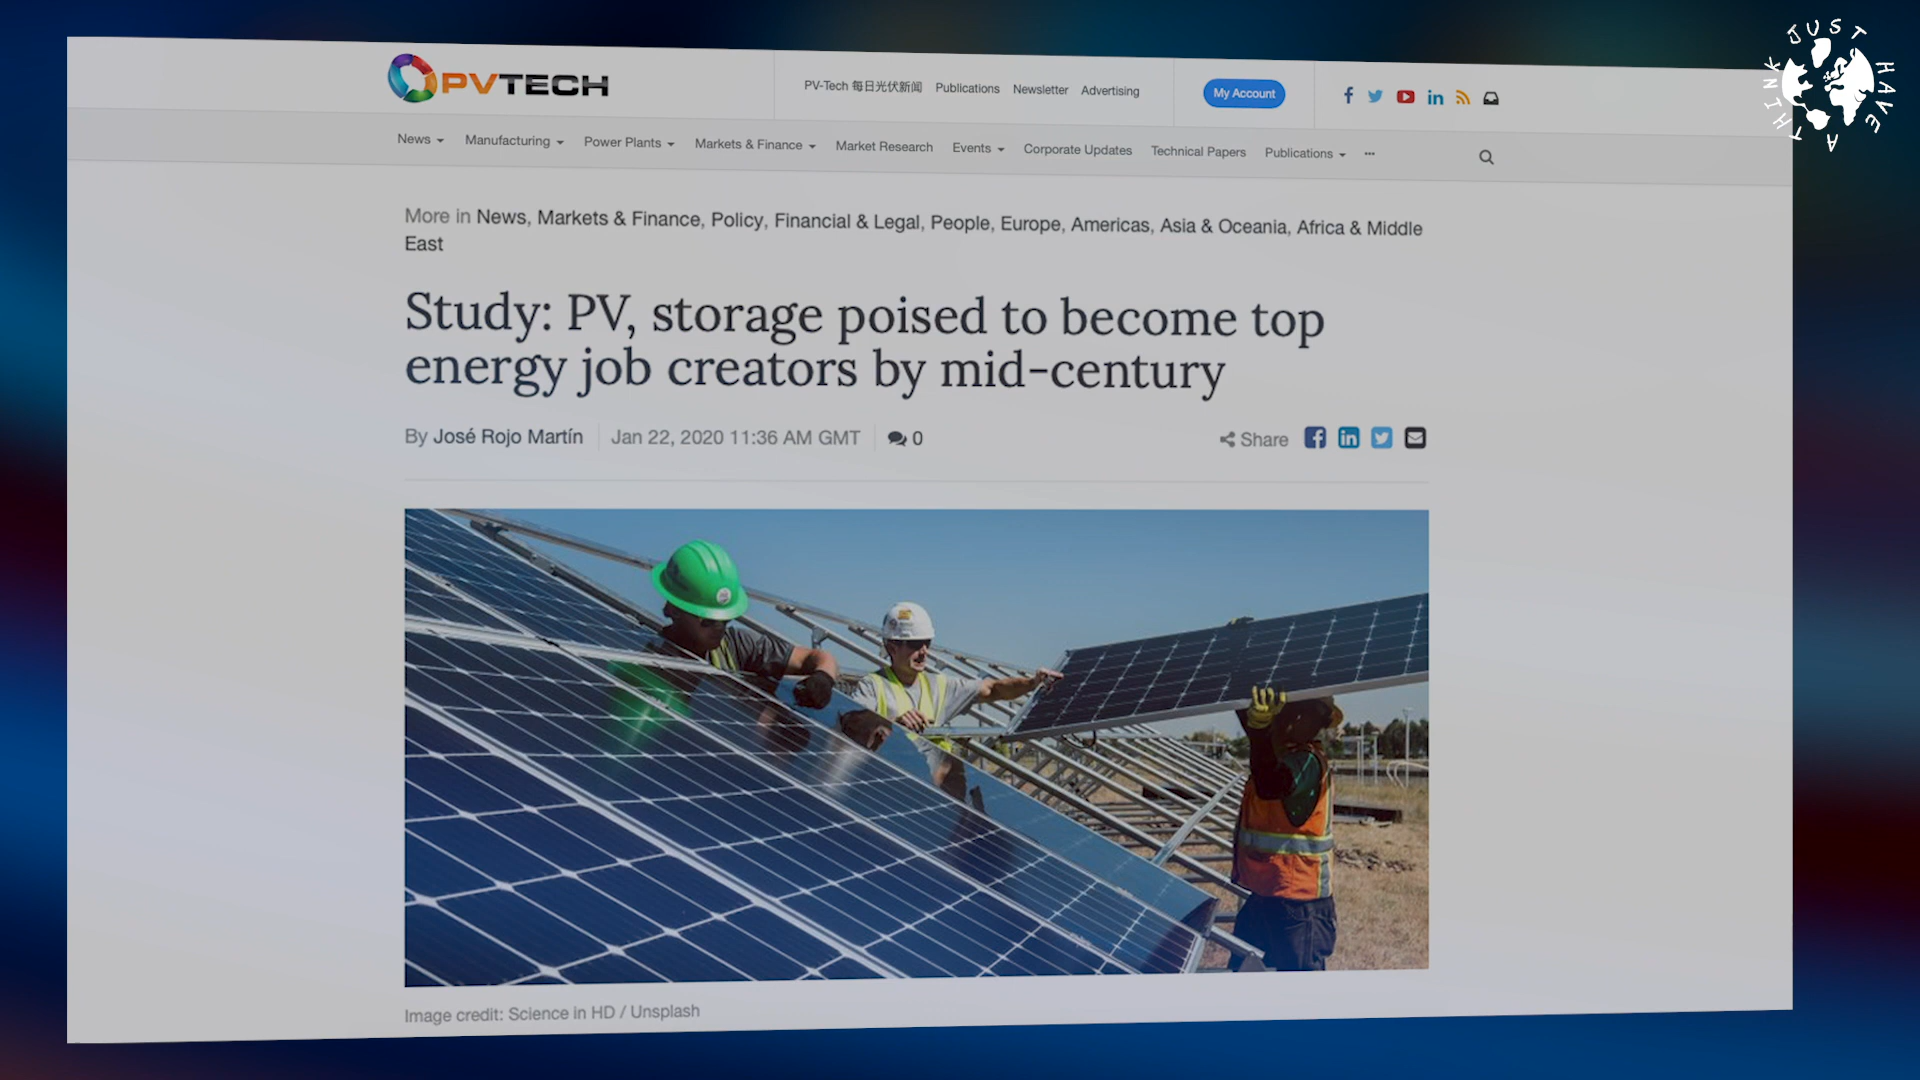 JUST HAVE A THINK
PVTECH
PV-Tech 每日光伏新闻 Publications Newsletter Advertising
My Account
News Manufacturing Power Plants Markets & Finance Market Research Events Corporate Updates Technical Papers Publications ···
More in News, Markets & Finance, Policy, Financial & Legal, People, Europe, Americas, Asia & Oceania, Africa & Middle
East
Study: PV, storage poised to become top
energy job creators by mid-century
By José Rojo Martín Jan 22, 2020 11:36 AM GMT 0
Share
Image credit: Science in HD / Unsplash